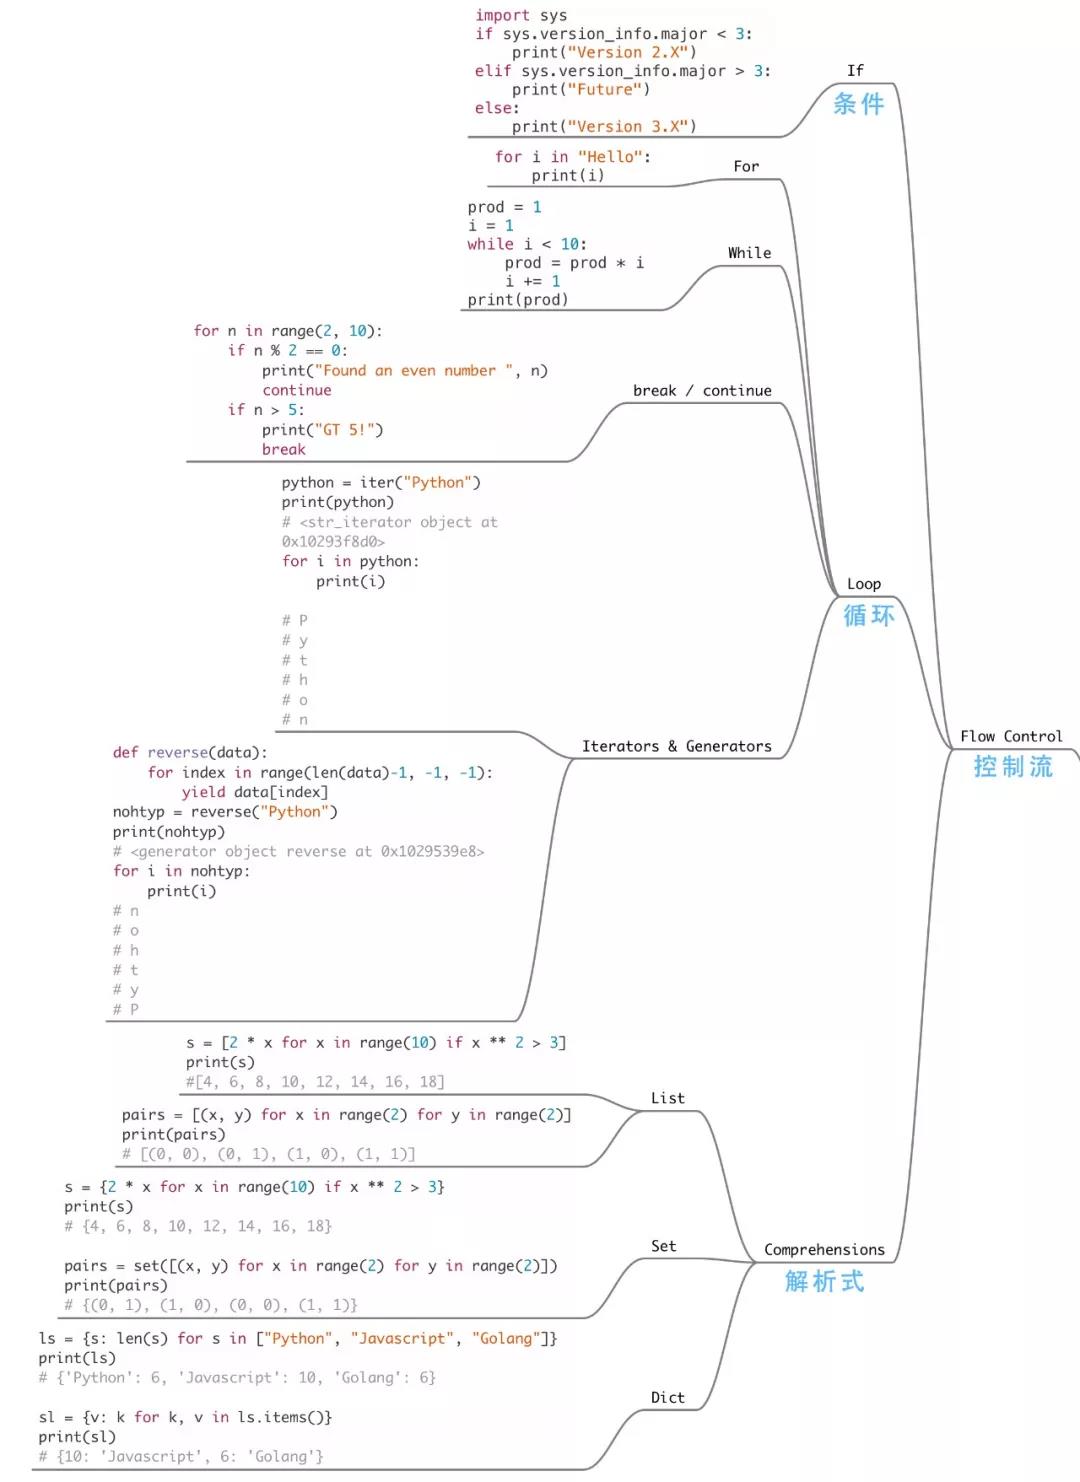 import sys
if sys.version_info.major < 3:
    print("Version 2.X")
elif sys.version_info.major > 3:
    print("Future")
else:
    print("Version 3.X")
If
条件
for i in "Hello":
    print(i)
For
prod = 1
i = 1
while i < 10:
    prod = prod * i
    i += 1
print(prod)
While
for n in range(2, 10):
    if n % 2 == 0:
        print("Found an even number ", n)
        continue
    if n > 5:
        print("GT 5!")
        break
break / continue
python = iter("Python")
print(python)
# <str_iterator object at
0x10293f8d0>
for i in python:
    print(i)
# P
# y
# t
# h
# o
# n
Loop
循环
Iterators & Generators
Flow Control
控制流
def reverse(data):
    for index in range(len(data)-1, -1, -1):
        yield data[index]
nohtyp = reverse("Python")
print(nohtyp)
# <generator object reverse at 0x1029539e8>
for i in nohtyp:
    print(i)
# n
# o
# h
# t
# y
# P
s = [2 * x for x in range(10) if x ** 2 > 3]
print(s)
#[4, 6, 8, 10, 12, 14, 16, 18]
List
pairs = [(x, y) for x in range(2) for y in range(2)]
print(pairs)
# [(0, 0), (0, 1), (1, 0), (1, 1)]
s = {2 * x for x in range(10) if x ** 2 > 3}
print(s)
# {4, 6, 8, 10, 12, 14, 16, 18}
Set
pairs = set([(x, y) for x in range(2) for y in range(2)])
print(pairs)
# {(0, 1), (1, 0), (0, 0), (1, 1)}
Comprehensions
解析式
ls = {s: len(s) for s in ["Python", "Javascript", "Golang"]}
print(ls)
# {'Python': 6, 'Javascript': 10, 'Golang': 6}
Dict
sl = {v: k for k, v in ls.items()}
print(sl)
# {10: 'Javascript', 6: 'Golang'}